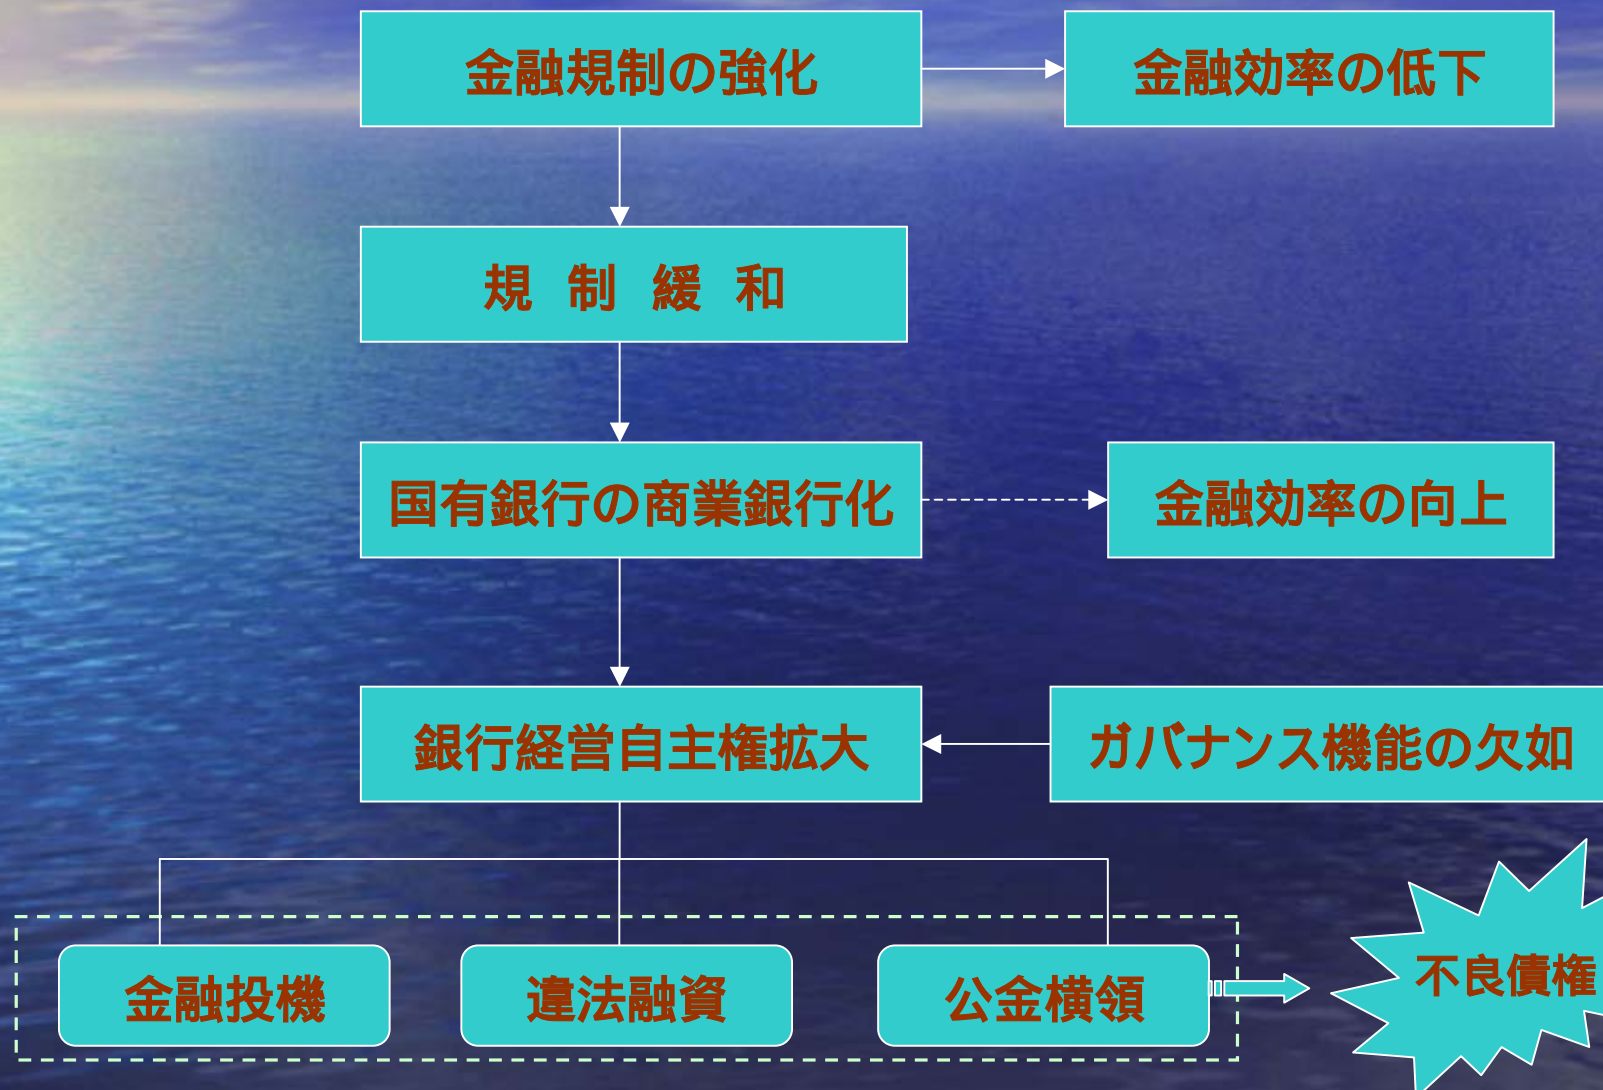 金融規制の強化
金融効率の低下
規 制 緩 和
国有銀行の商業銀行化
金融効率の向上
銀行経営自主権拡大
ガバナンス機能の欠如
金融投機
違法融資
公金横領
不良債権